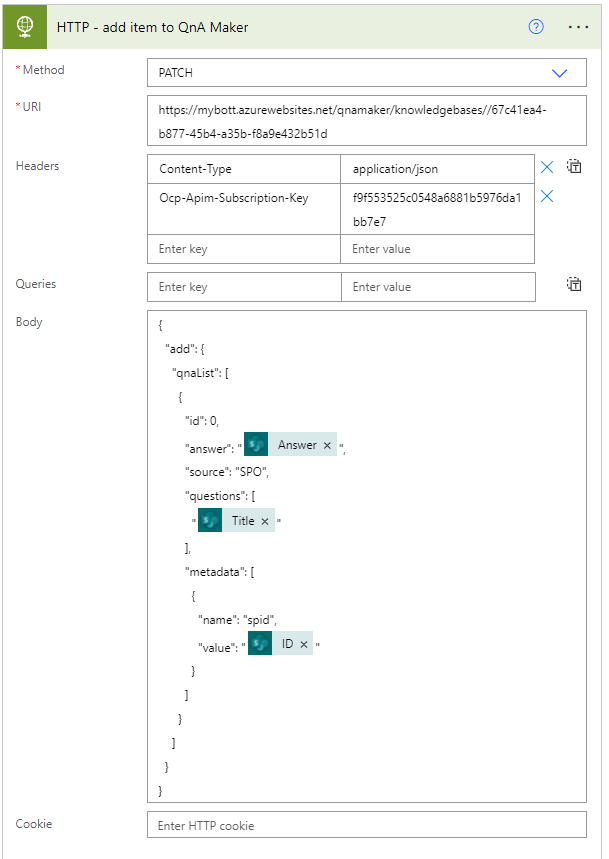 HTTP - add item to QnA Maker
* Method
PATCH
* URI
https://mybott.azurewebsites.net/qnamaker/knowledgebases//67c41ea4-
b877-45b4-a35b-f8a9e432b51d
Headers
Content-Type application/json
Ocp-Apim-Subscription-Key f9f553525c0548a6881b5976da1
bb7e7
Enter key Enter value
Queries
Enter key Enter value
Body
{
"add": {
"qnaList": [
{
"id": 0,
"answer": " Answer × ",
"source": "SPO",
"questions": [
" Title × "
],
"metadata": [
{
"name": "spid",
"value": " ID × "
}
]
}
]
}
}
Cookie
Enter HTTP cookie